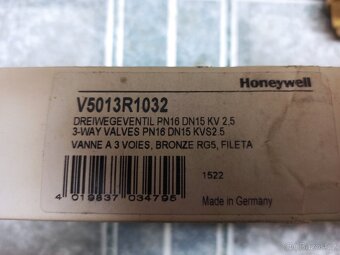 Honeywell
V5013R1032
DREIWEGEVENTIL PN16 DN15 KV 2.5
3-WAY VALVES PN16 DN15 KVS2.5
VANNE A 3 VOIES, BRONZE RG5, FILETA
1522
4 019837 034795
Made in Germany